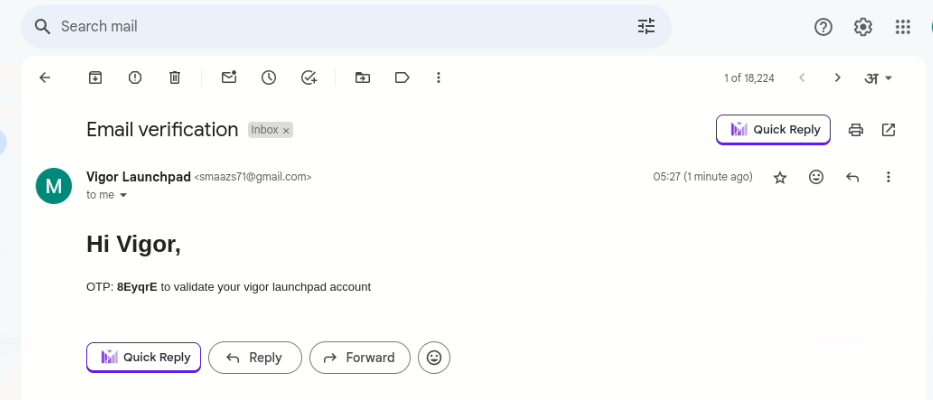 Search mail
1 of 18,224
अ
Email verification
Inbox ×
Quick Reply
Vigor Launchpad <smaazs71@gmail.com>
05:27 (1 minute ago)
M
to me
Hi Vigor,
OTP: 8EyqrE to validate your vigor launchpad account
Quick Reply
Reply
Forward